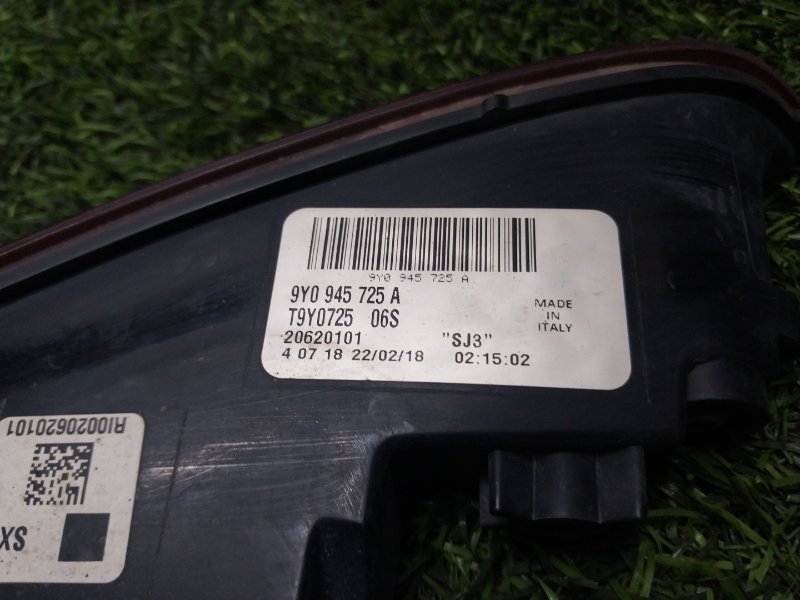 9Y0 945 725 A
9Y0 945 725 A
T9Y0725 06S
20620101 "SJ3"
4 07 18 22/02/18 02:15:02
MADE
IN
ITALY
RI0020620101
SX